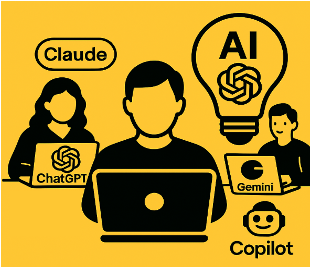 Claude
AI
ChatGPT
Gemini
Copilot